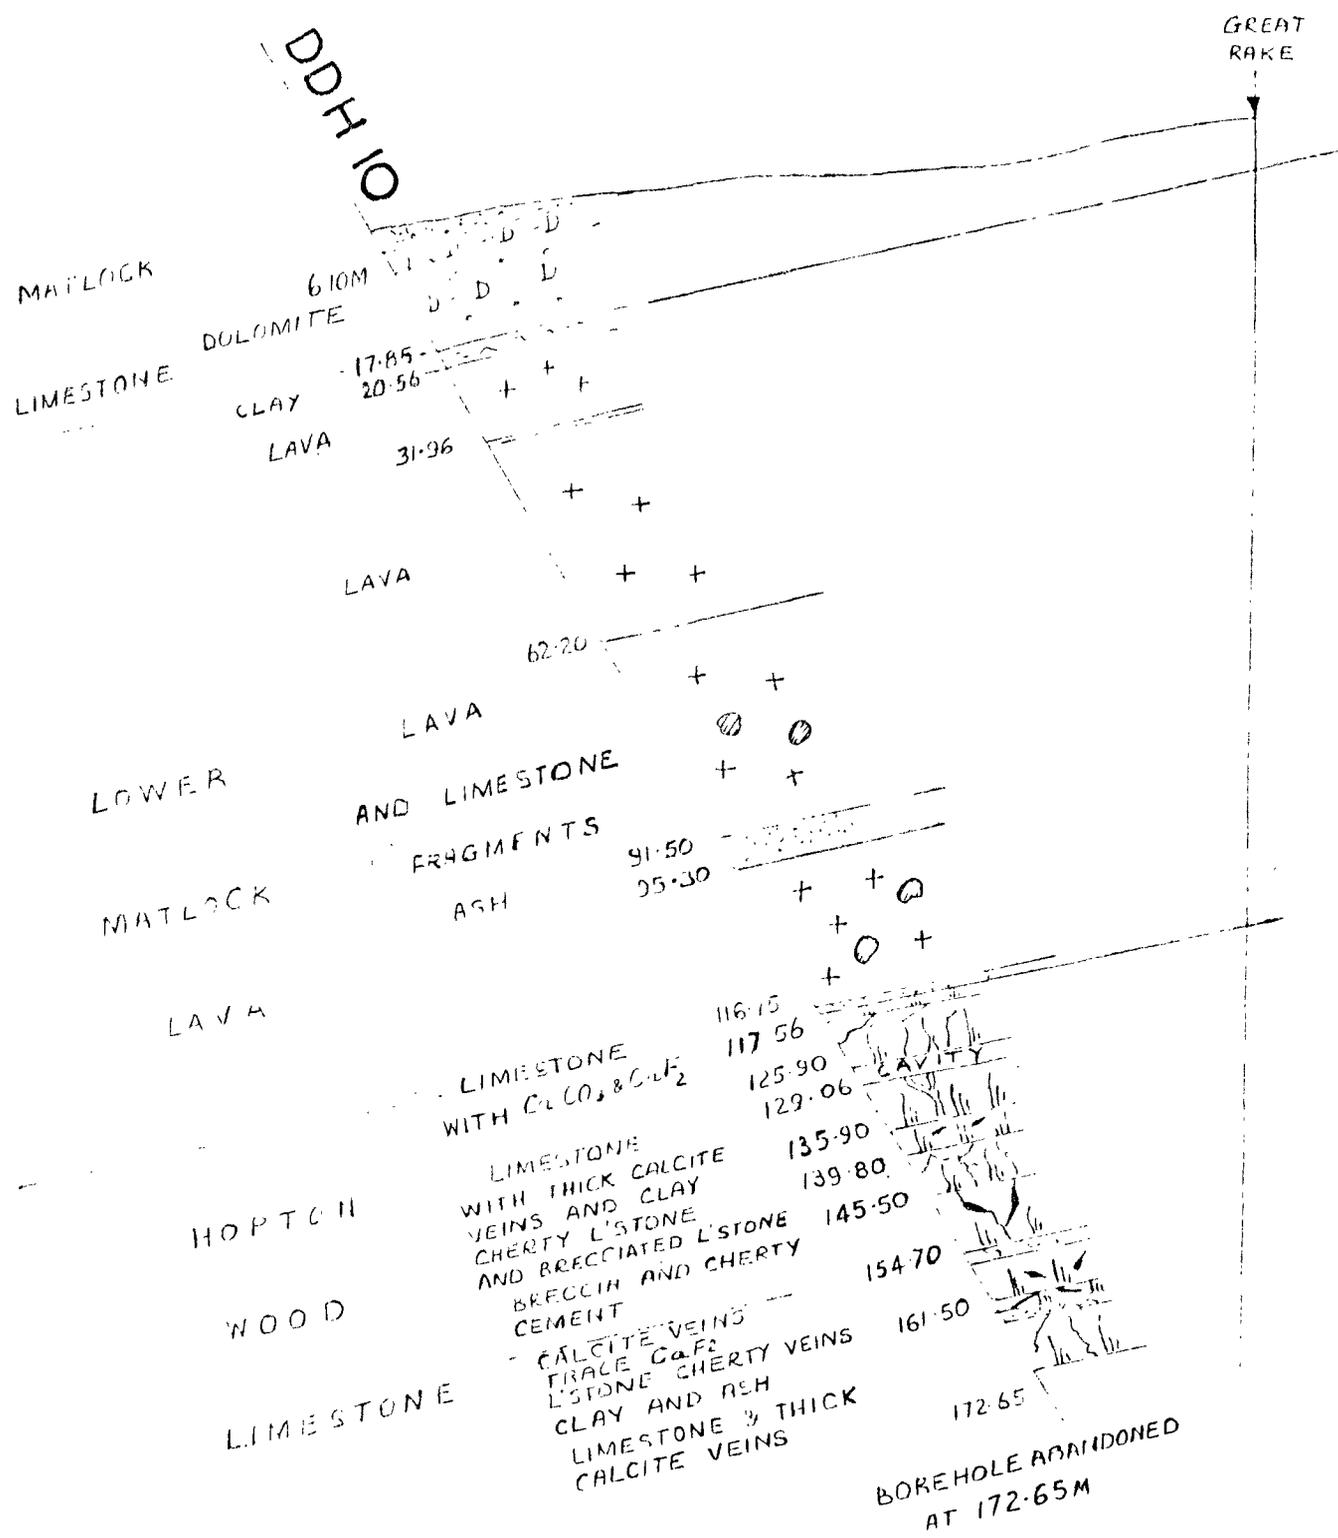 GREAT
RAKE
DDH 10
MATLOCK
LIMESTONE
6 10M
DOLOMITE
17.85
20.56
CLAY
LAVA
31.96
LAVA
62.20
LAVA
AND LIMESTONE
FRAGMENTS
91.50
95.30
ASH
LOWER
MATLOCK
LAVA
116.75
117 56
125.90
CAVITY
129.06
135.90
139.80
145.50
154.70
161.50
172.65
LIMESTONE
WITH CaCO3 & CaF2
LIMESTONE
WITH THICK CALCITE
VEINS AND CLAY
CHERTY L'STONE
AND BRECCIATED L'STONE
BRECCIA AND CHERTY
CEMENT
CALCITE VEINS
TRACE CaF2
L'STONE CHERTY VEINS
CLAY AND ASH
LIMESTONE & THICK
CALCITE VEINS
HOPTON
WOOD
LIMESTONE
BOREHOLE ABANDONED
AT 172.65M